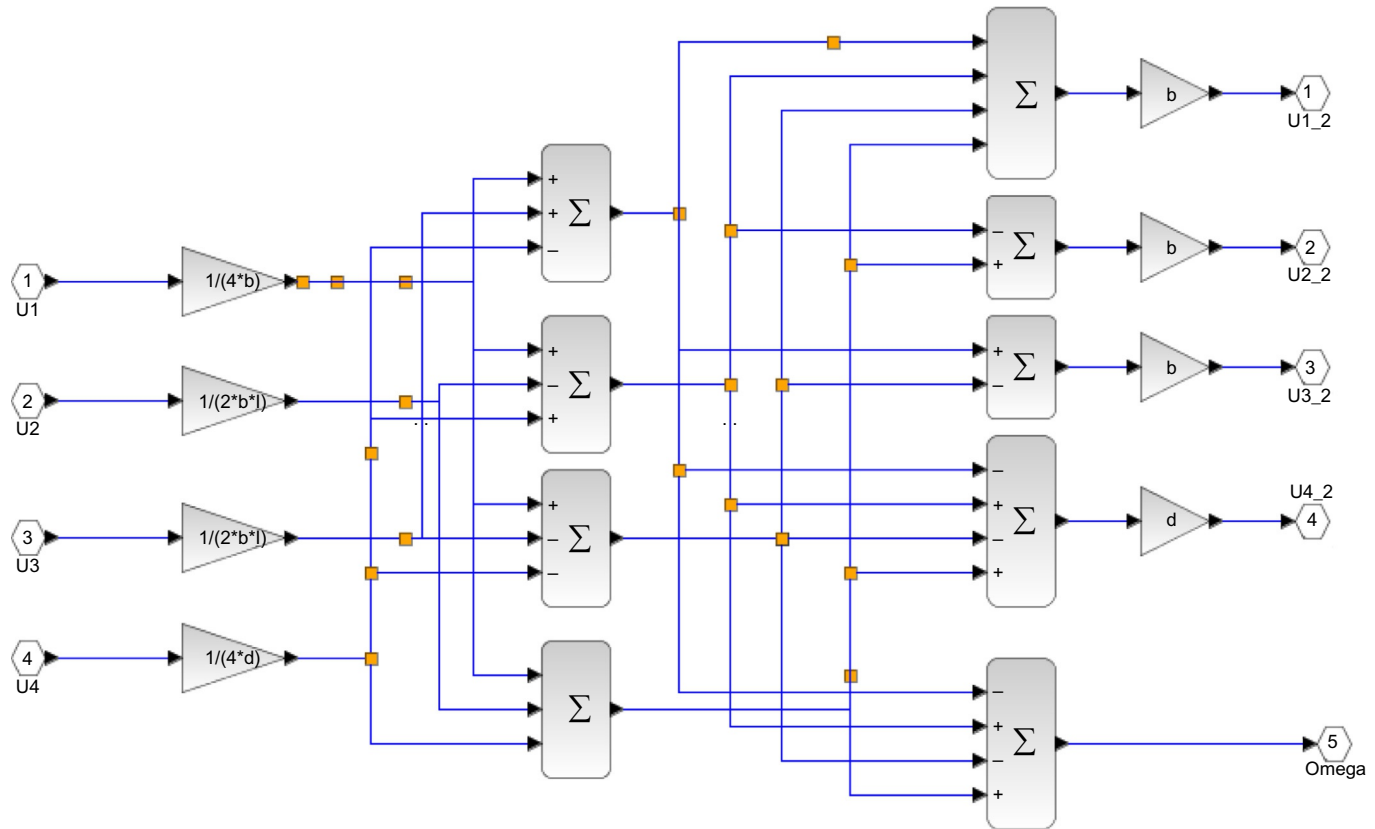 1
U1
1/(4*b)
2
U2
1/(2*b*l)
3
U3
1/(2*b*l)
4
U4
1/(4*d)
+
+
–
Σ
+
–
+
Σ
+
–
–
Σ
Σ
..
..
Σ
b
1
U1_2
–
+
Σ
b
2
U2_2
+
–
Σ
b
3
U3_2
–
+
–
+
Σ
d
U4_2
4
–
+
–
+
Σ
5
Omega